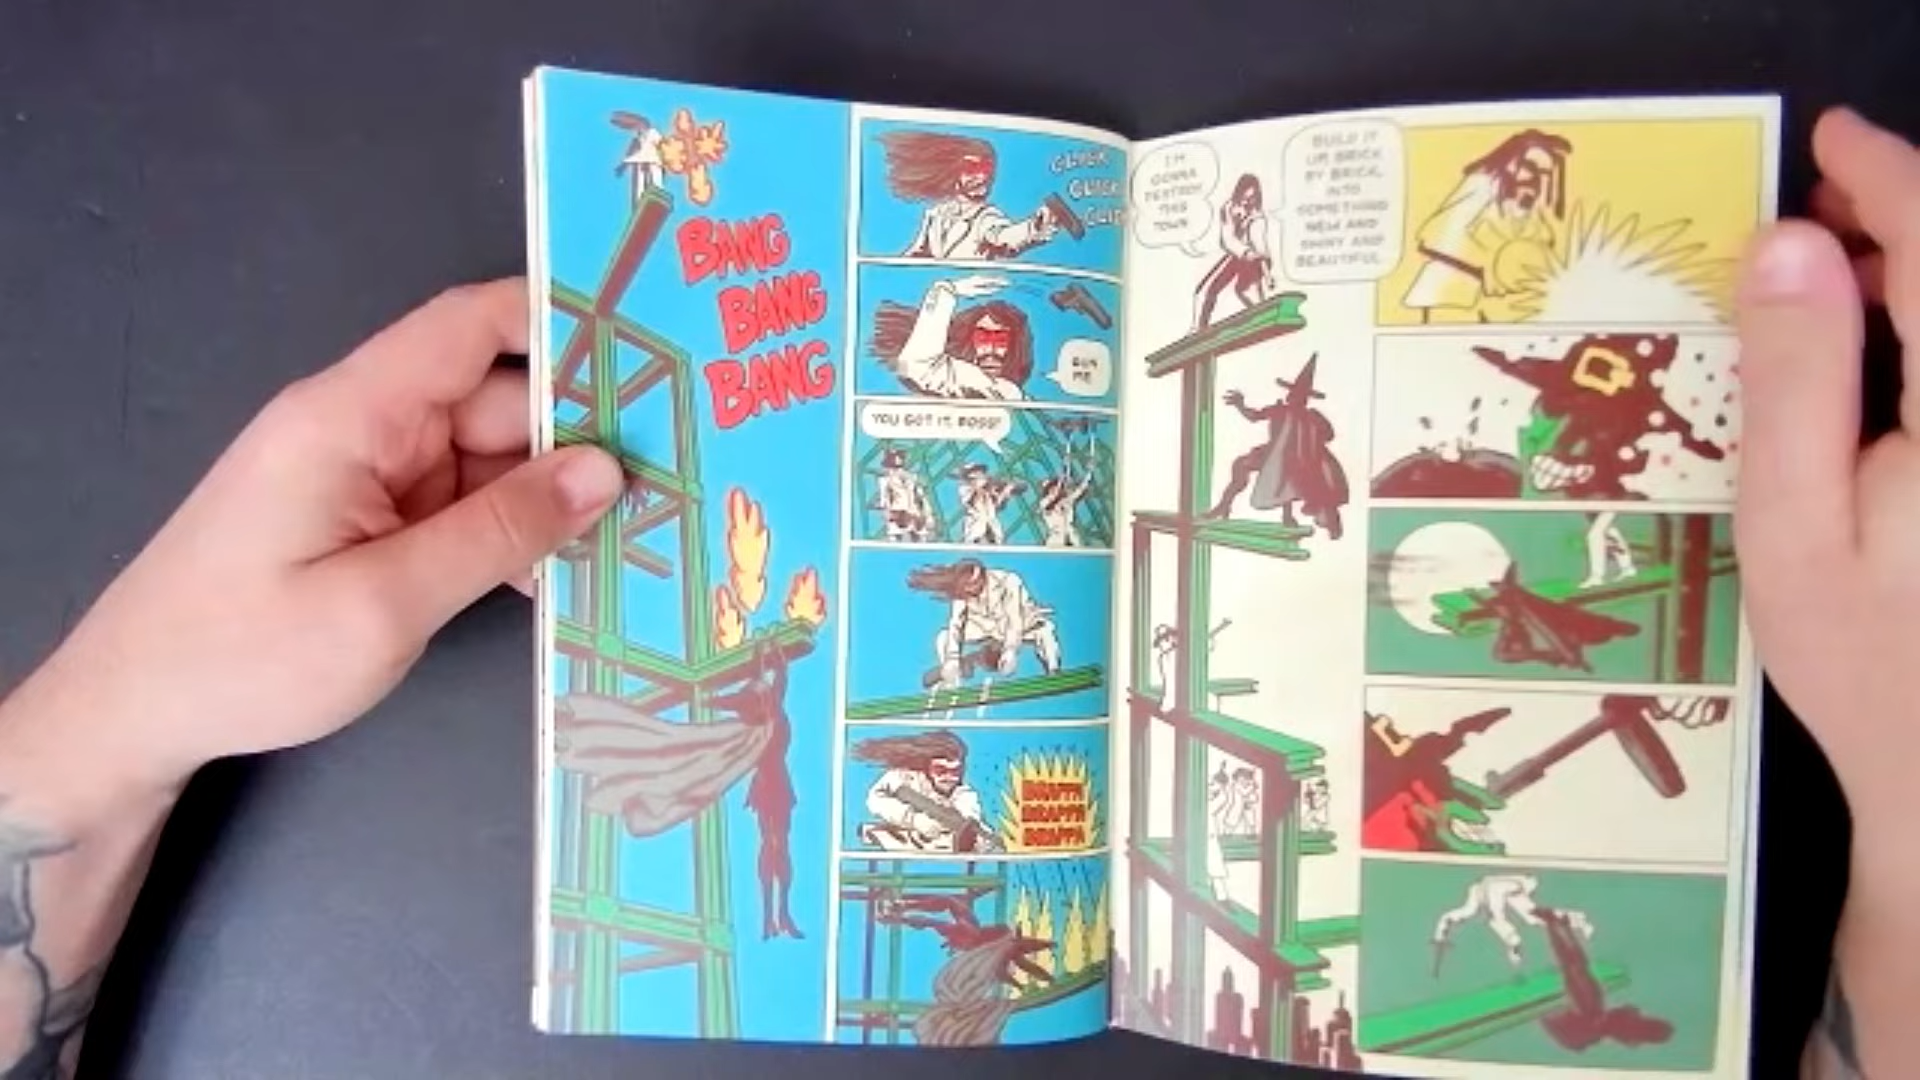 BANG
BANG
BANG
CLICK
CLICK
CLICK
GUN
ME
YOU GOT IT, BOSS!
BRAPPA
BRAPPA
BRAPPA
I'M
GONNA
DESTROY
THIS
TOWN.
BUILD IT
UP BRICK
BY BRICK,
INTO
SOMETHING
NEW AND
SHINY AND
BEAUTIFUL.